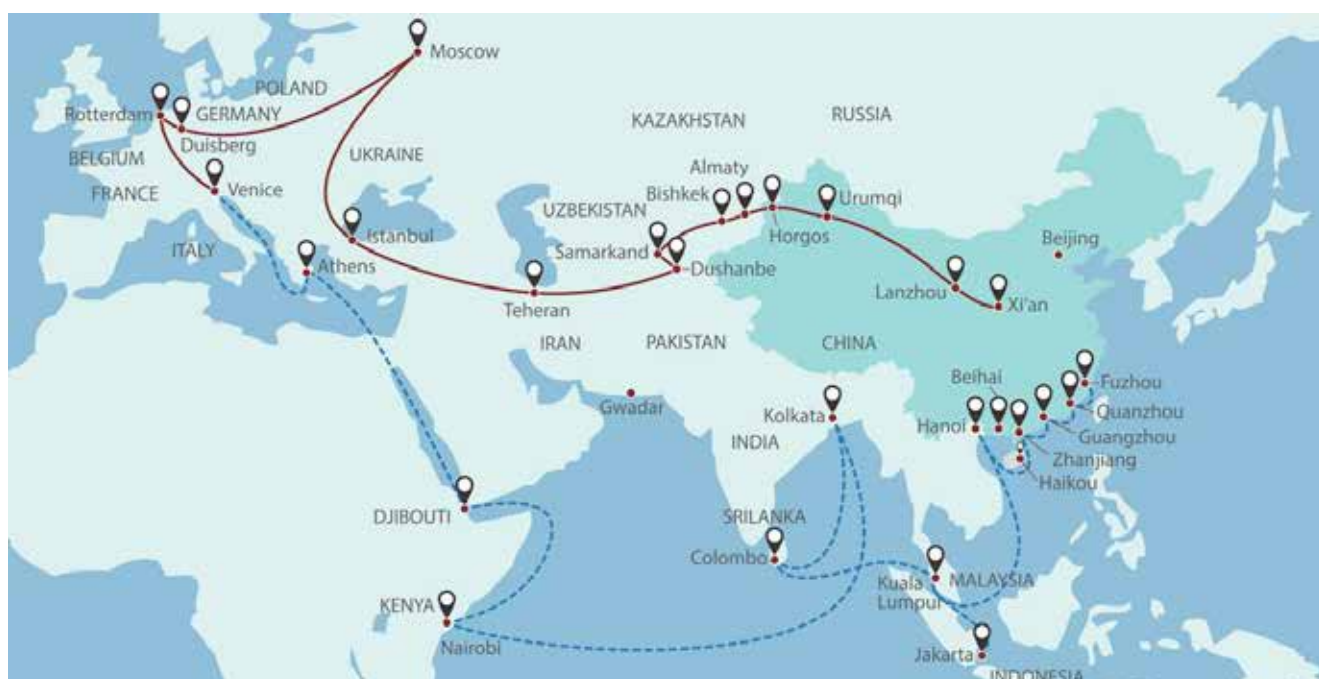 Moscow
POLAND
Rotterdam
GERMANY
Duisberg
KAZAKHSTAN
RUSSIA
BELGIUM
UKRAINE
Almaty
FRANCE
Venice
Bishkek
Urumqi
UZBEKISTAN
Istanbul
Horgos
Beijing
ITALY
Samarkand
Athens
Dushanbe
Lanzhou
Xi'an
Teheran
IRAN
PAKISTAN
CHINA
Beihai
Fuzhou
Gwadar
Kolkata
Quanzhou
Hanoi
Guangzhou
INDIA
Zhanjiang
Haikou
DJIBOUTI
SRILANKA
Colombo
Kuala
Lumpur
MALAYSIA
KENYA
Nairobi
Jakarta
INDONESIA